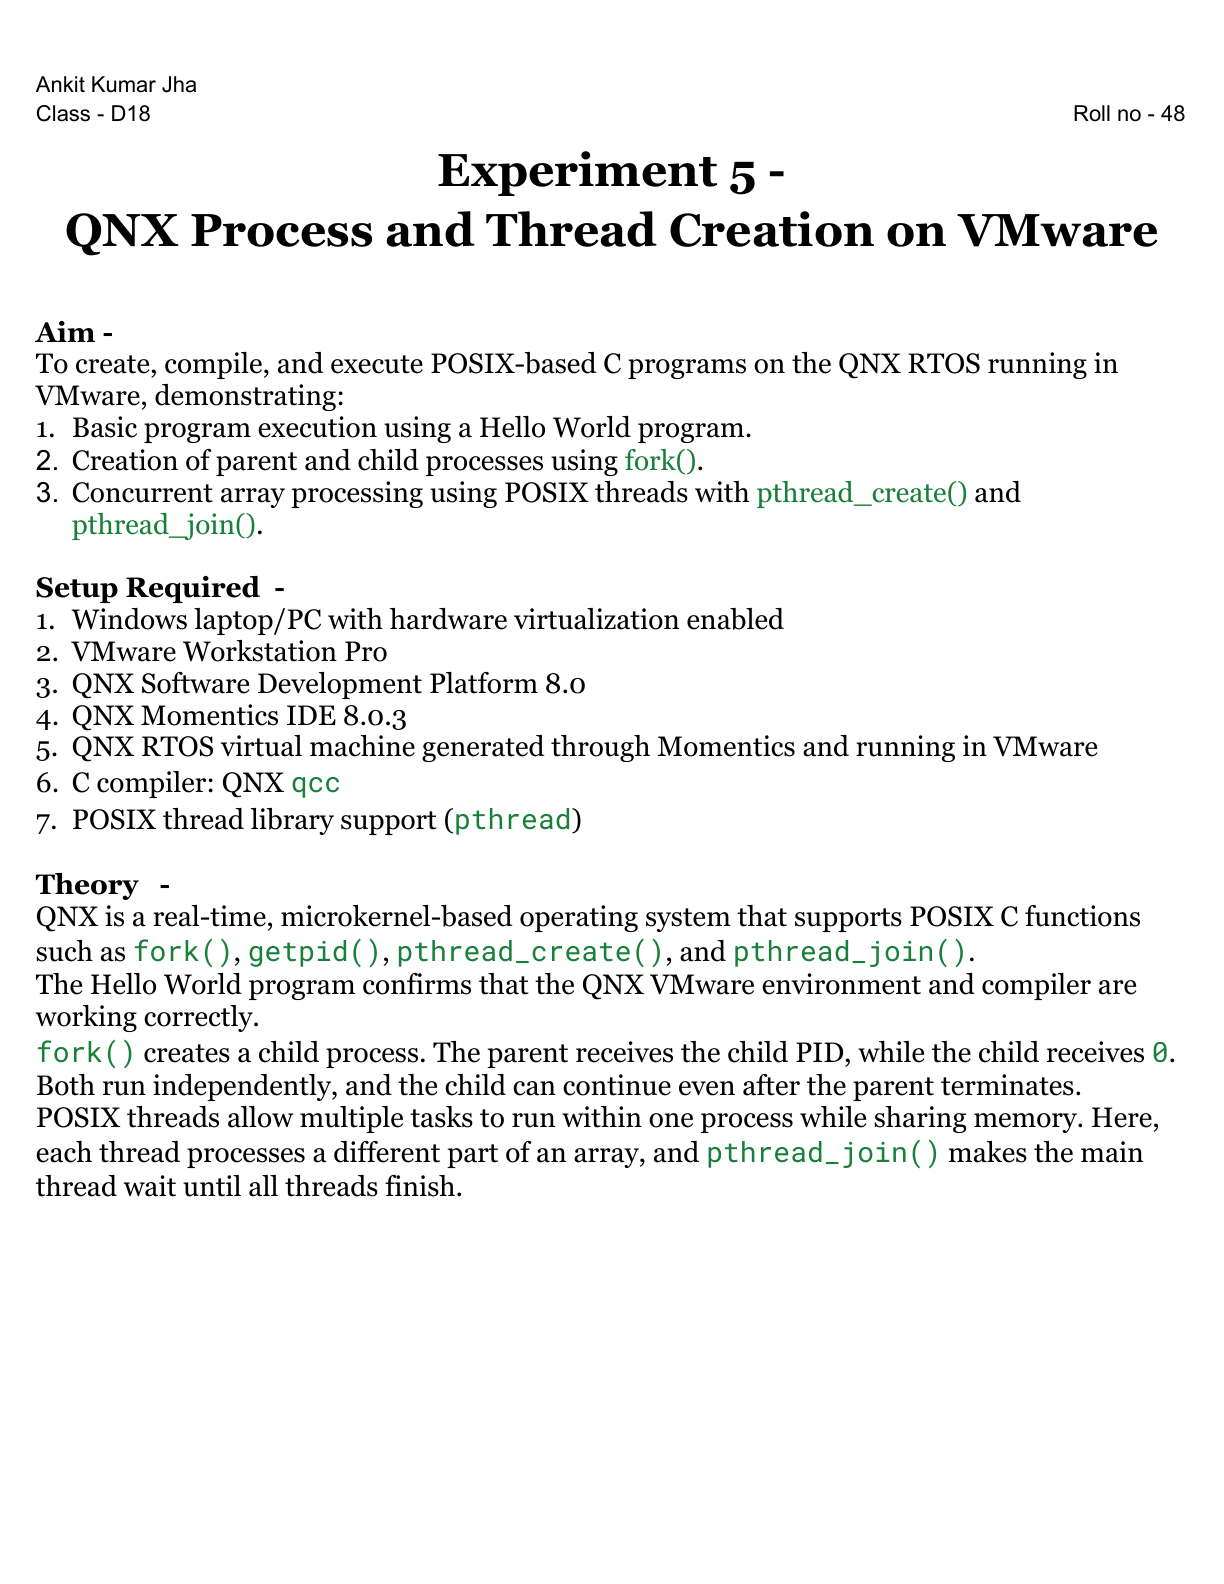 Ankit Kumar Jha
Class - D18 Roll no - 48
Experiment 5 -
QNX Process and Thread Creation on VMware
Aim -
To create, compile, and execute POSIX-based C programs on the QNX RTOS running in
VMware, demonstrating:
1. Basic program execution using a Hello World program.
2. Creation of parent and child processes using fork().
3. Concurrent array processing using POSIX threads with pthread_create() and
pthread_join().
Setup Required -
1. Windows laptop/PC with hardware virtualization enabled
2. VMware Workstation Pro
3. QNX Software Development Platform 8.0
4. QNX Momentics IDE 8.0.3
5. QNX RTOS virtual machine generated through Momentics and running in VMware
6. C compiler: QNX qcc
7. POSIX thread library support (pthread)
Theory -
QNX is a real-time, microkernel-based operating system that supports POSIX C functions
such as fork(), getpid(), pthread_create(), and pthread_join().
The Hello World program confirms that the QNX VMware environment and compiler are
working correctly.
fork() creates a child process. The parent receives the child PID, while the child receives 0.
Both run independently, and the child can continue even after the parent terminates.
POSIX threads allow multiple tasks to run within one process while sharing memory. Here,
each thread processes a different part of an array, and pthread_join() makes the main
thread wait until all threads finish.